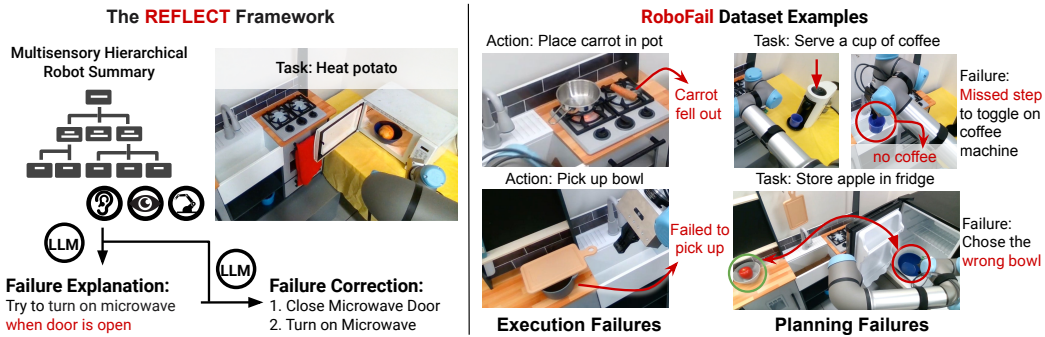 The REFLECT Framework
Multisensory Hierarchical
Robot Summary
Task: Heat potato
LLM
LLM
Failure Explanation:
Try to turn on microwave
when door is open
Failure Correction:
1. Close Microwave Door
2. Turn on Microwave
RoboFail Dataset Examples
Action: Place carrot in pot
Carrot
fell out
Action: Pick up bowl
Failed to
pick up
Execution Failures
Task: Serve a cup of coffee
no coffee
Failure:
Missed step
to toggle on
coffee
machine
Task: Store apple in fridge
Failure:
Chose the
wrong bowl
Planning Failures